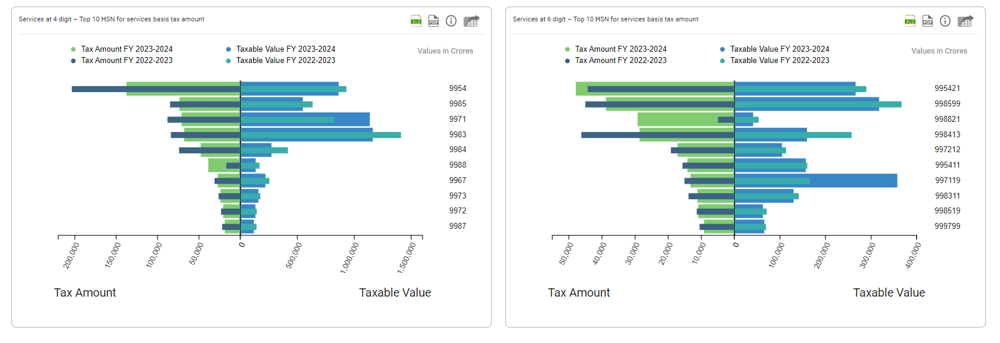 Services at 4 digit – Top 10 HSN for services basis tax amount
XLS
PDF
Tax Amount FY 2023-2024
Taxable Value FY 2023-2024
Tax Amount FY 2022-2023
Taxable Value FY 2022-2023
Values in Crores
9954
9985
9971
9983
9984
9988
9967
9973
9972
9987
200,000
150,000
100,000
50,000
0
500,000
1,000,000
1,500,000
Tax Amount
Taxable Value
Services at 6 digit – Top 10 HSN for services basis tax amount
XLS
PDF
Tax Amount FY 2023-2024
Taxable Value FY 2023-2024
Tax Amount FY 2022-2023
Taxable Value FY 2022-2023
Values in Crores
995421
998599
998821
998413
997212
995411
997119
998311
998519
999799
50,000
40,000
30,000
20,000
10,000
0
100,000
200,000
300,000
400,000
Tax Amount
Taxable Value